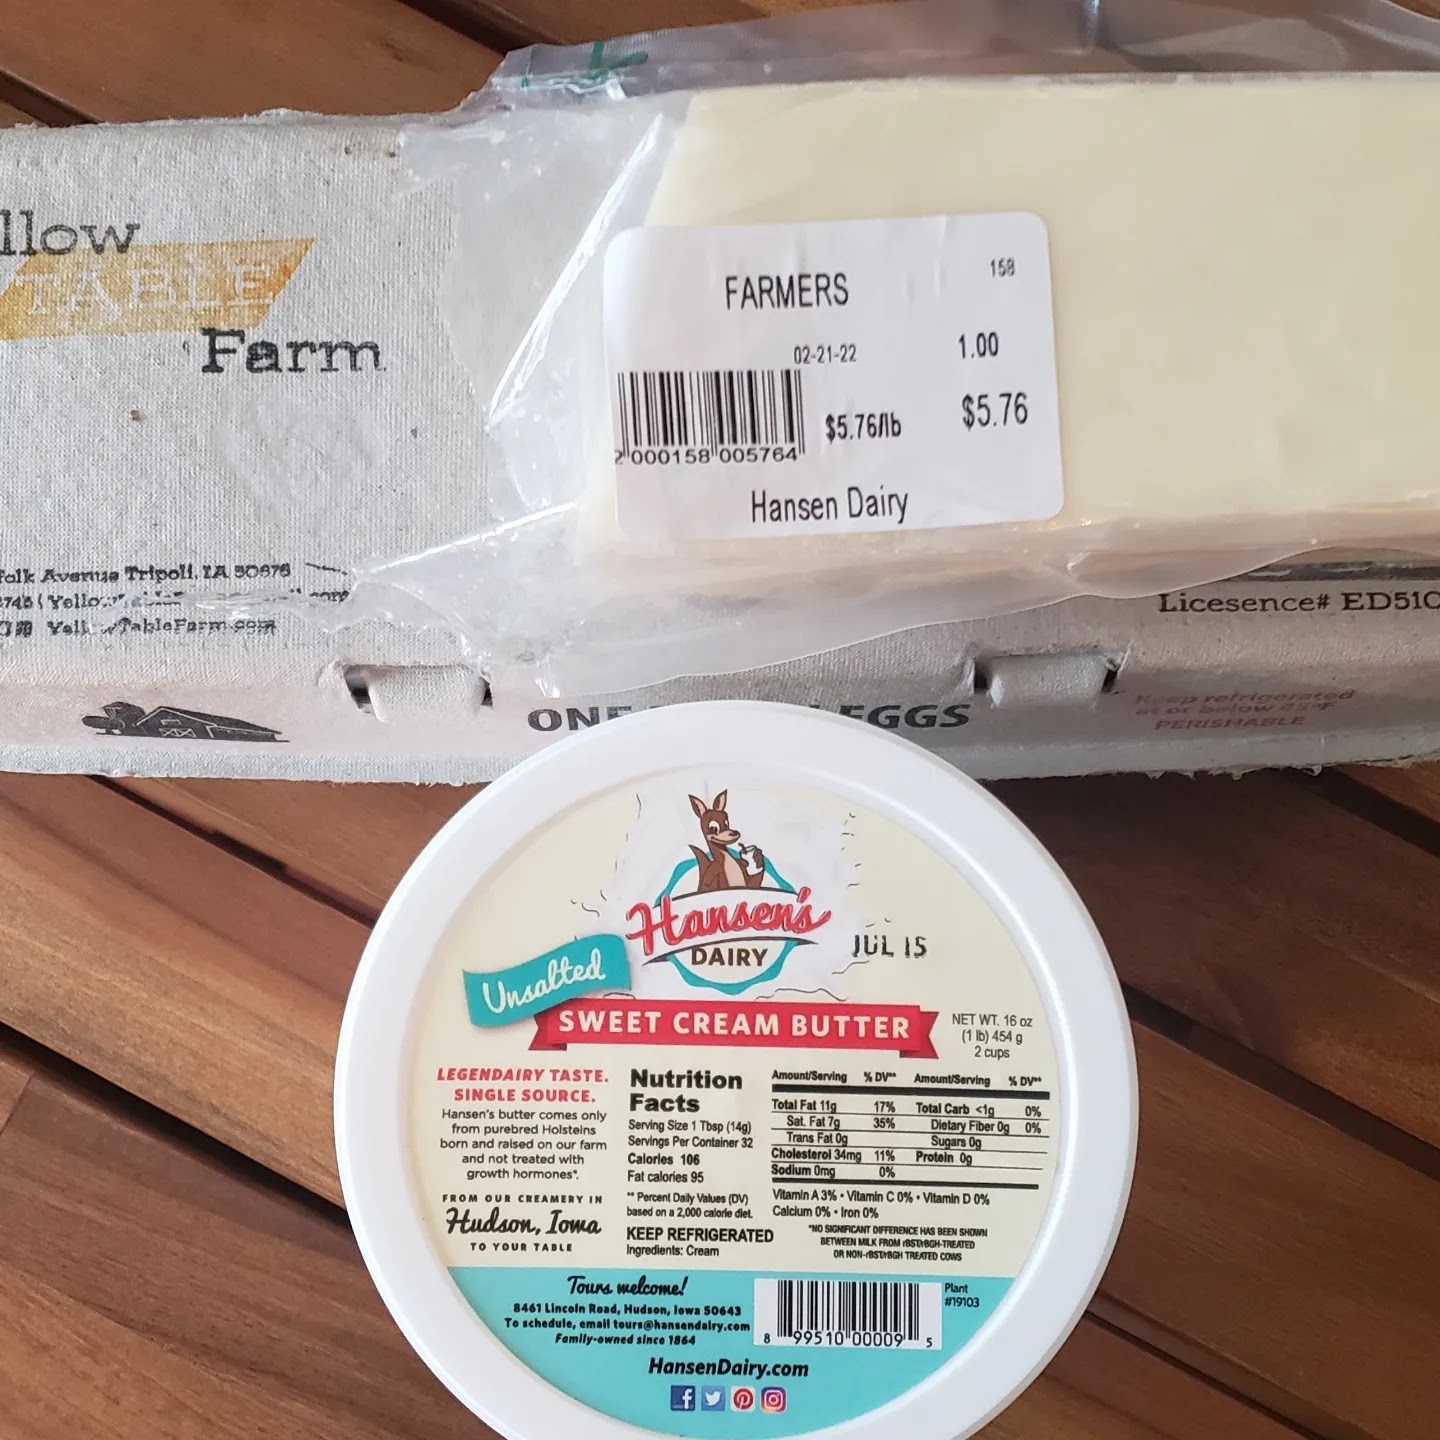 llow
TABLE
Farm
FARMERS
158
02-21-22
1.00
$5.76/lb
$5.76
2 000158 005764
Hansen Dairy
olk Avenue Tripoli, IA 50676
Farm.com
Licesence# ED510
ONE
EGGS
Keep refrigerated
at or below 45°F
PERISHABLE
Hansen's
DAIRY
JUL 15
Unsalted
SWEET CREAM BUTTER
NET WT. 16 oz
(1 lb) 454 g
2 cups
LEGENDAIRY TASTE.
SINGLE SOURCE.
Hansen's butter comes only
from purebred Holsteins
born and raised on our farm
and not treated with
growth hormones*.
FROM OUR CREAMERY IN
Hudson, Iowa
TO YOUR TABLE
Nutrition
Facts
Serving Size 1 Tbsp (14g)
Servings Per Container 32
Calories 106
Fat calories 95
** Percent Daily Values (DV)
based on a 2,000 calorie diet.
KEEP REFRIGERATED
Ingredients: Cream
Amount/Serving % DV** Amount/Serving % DV**
Total Fat 11g 17% Total Carb <1g 0%
Sat. Fat 7g 35% Dietary Fiber 0g 0%
Trans Fat 0g Sugars 0g
Cholesterol 34mg 11% Protein 0g
Sodium 0mg 0%
Vitamin A 3% • Vitamin C 0% • Vitamin D 0%
Calcium 0% • Iron 0%
*NO SIGNIFICANT DIFFERENCE HAS BEEN SHOWN
BETWEEN MILK FROM rBST/rBGH-TREATED
OR NON-rBST/rBGH TREATED COWS
Tours welcome!
8461 Lincoln Road, Hudson, Iowa 50643
To schedule, email tours@hansendairy.com
Family-owned since 1864
8 99510 00009 5
Plant
#19103
HansenDairy.com